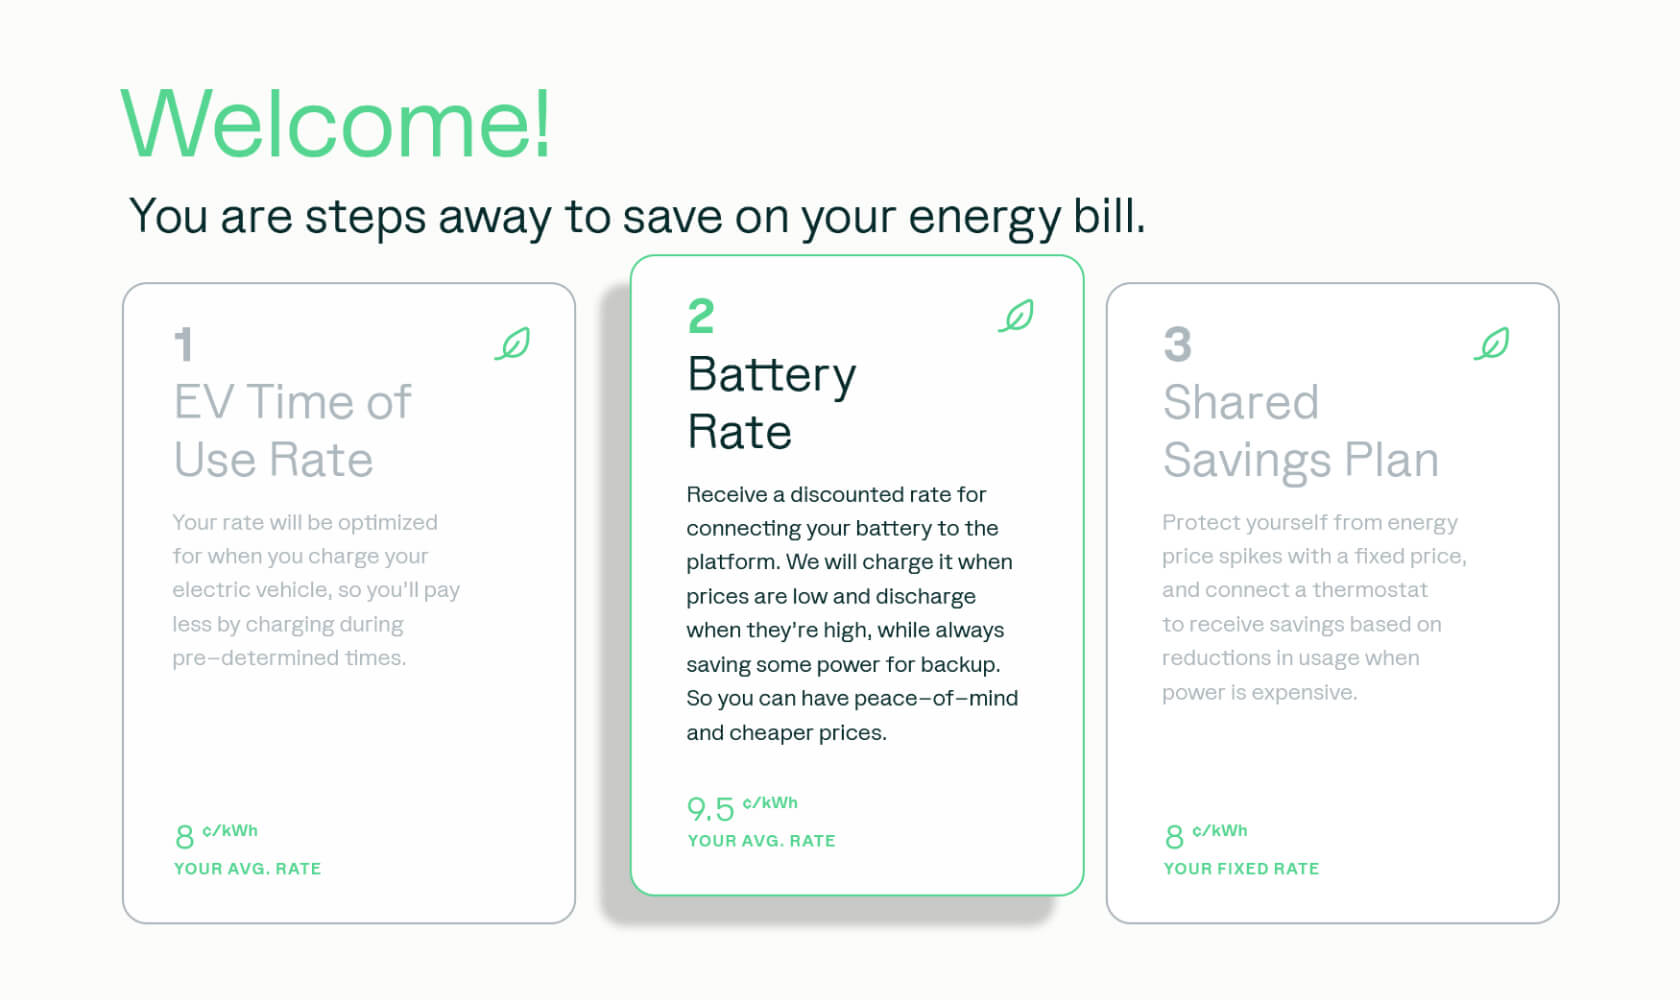 Welcome!
You are steps away to save on your energy bill.
1
EV Time of
Use Rate
Your rate will be optimized
for when you charge your
electric vehicle, so you'll pay
less by charging during
pre–determined times.
8 ¢/kWh
YOUR AVG. RATE
2
Battery
Rate
Receive a discounted rate for
connecting your battery to the
platform. We will charge it when
prices are low and discharge
when they're high, while always
saving some power for backup.
So you can have peace–of–mind
and cheaper prices.
9.5 ¢/kWh
YOUR AVG. RATE
3
Shared
Savings Plan
Protect yourself from energy
price spikes with a fixed price,
and connect a thermostat
to receive savings based on
reductions in usage when
power is expensive.
8 ¢/kWh
YOUR FIXED RATE